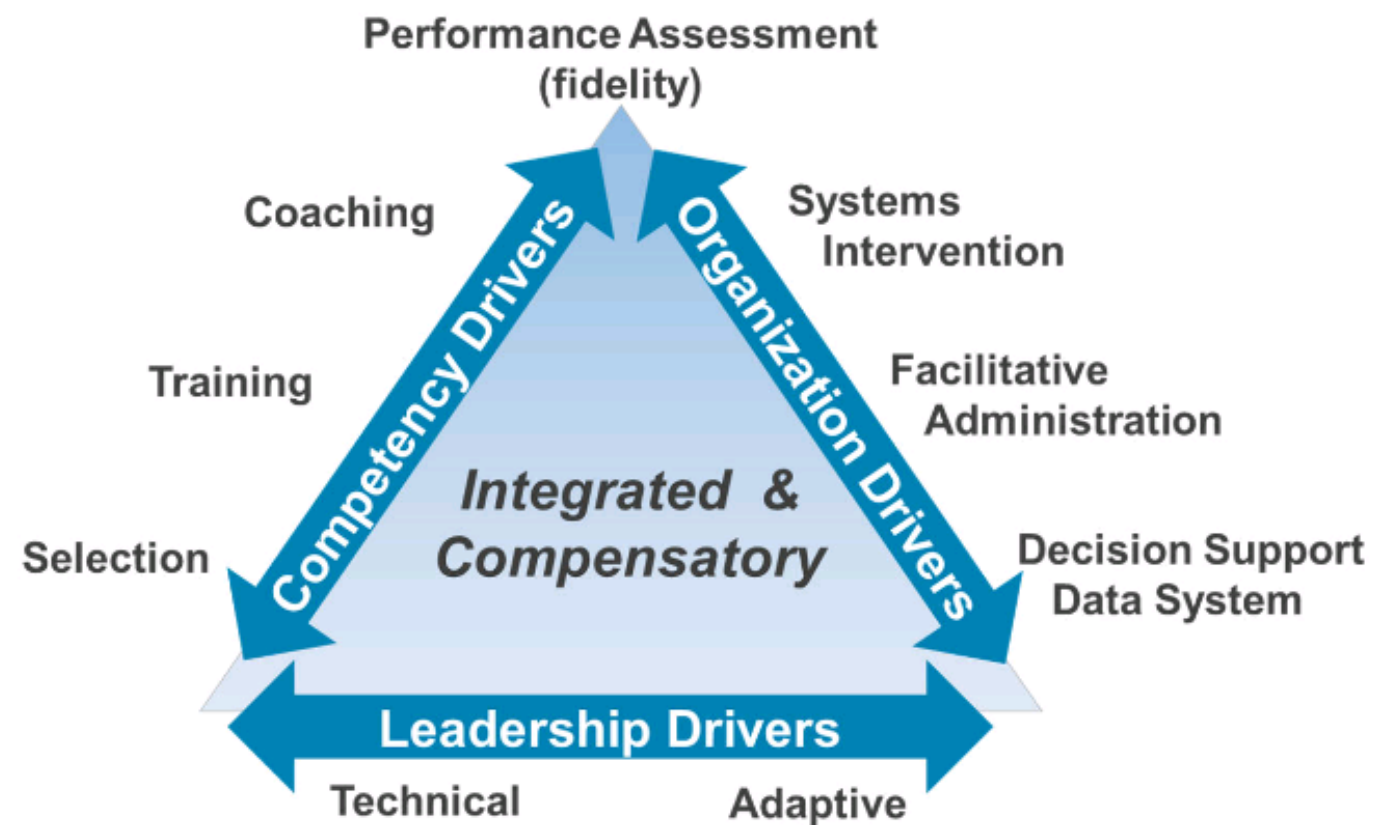 Performance Assessment
(fidelity)
Coaching
Systems
Intervention
Competency Drivers
Organization Drivers
Training
Facilitative
Administration
Integrated &
Compensatory
Selection
Decision Support
Data System
Leadership Drivers
Technical
Adaptive